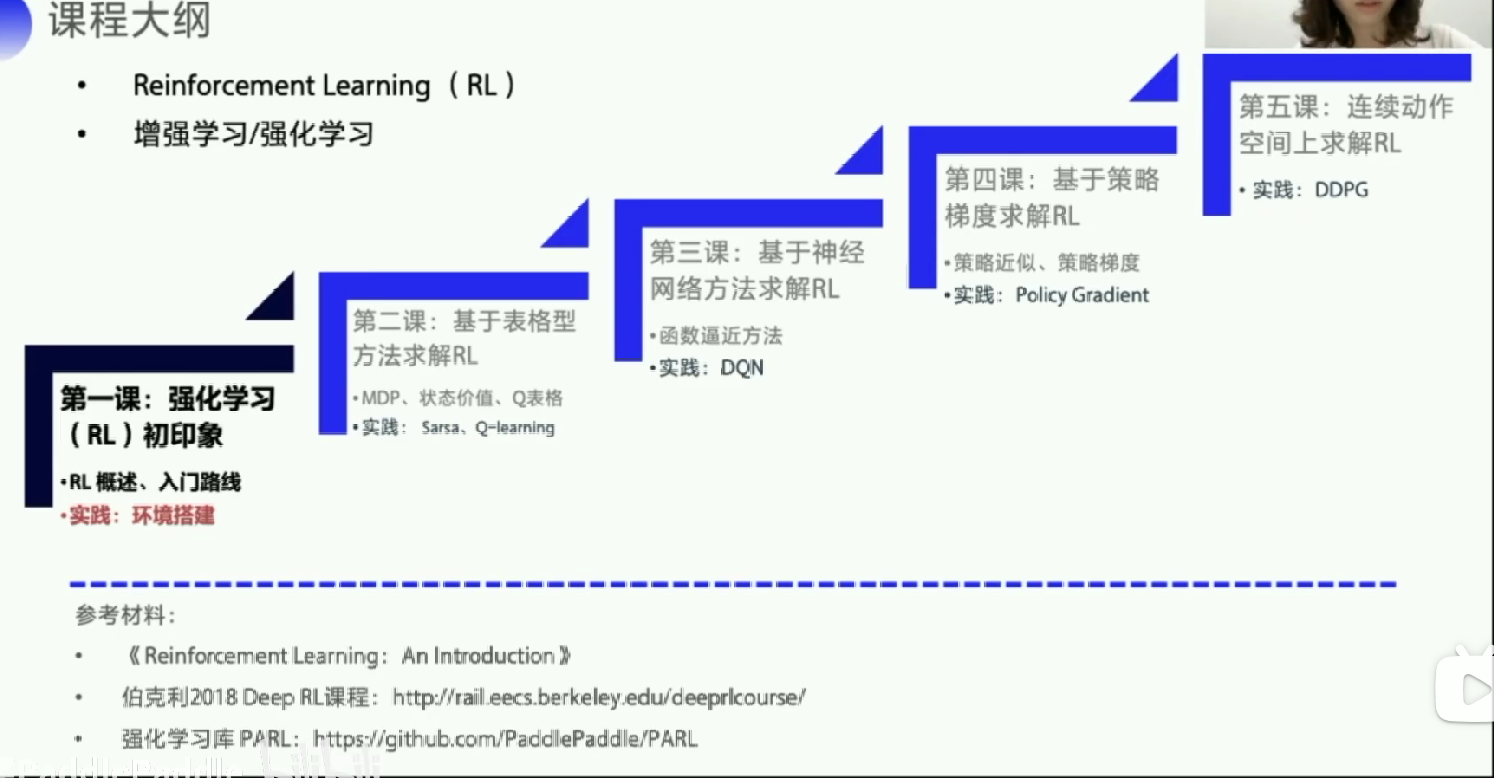 课程大纲
• Reinforcement Learning （RL）
• 增强学习/强化学习
第一课：强化学习
（RL）初印象
•RL 概述、入门路线
•实践：环境搭建
第二课：基于表格型
方法求解RL
•MDP、状态价值、Q表格
•实践： Sarsa、Q-learning
第三课：基于神经
网络方法求解RL
•函数逼近方法
•实践：DQN
第四课：基于策略
梯度求解RL
•策略近似、策略梯度
•实践：Policy Gradient
第五课：连续动作
空间上求解RL
•实践：DDPG
参考材料：
• 《Reinforcement Learning：An Introduction》
• 伯克利2018 Deep RL课程：http://rail.eecs.berkeley.edu/deeprlcourse/
• 强化学习库 PARL：https://github.com/PaddlePaddle/PARL